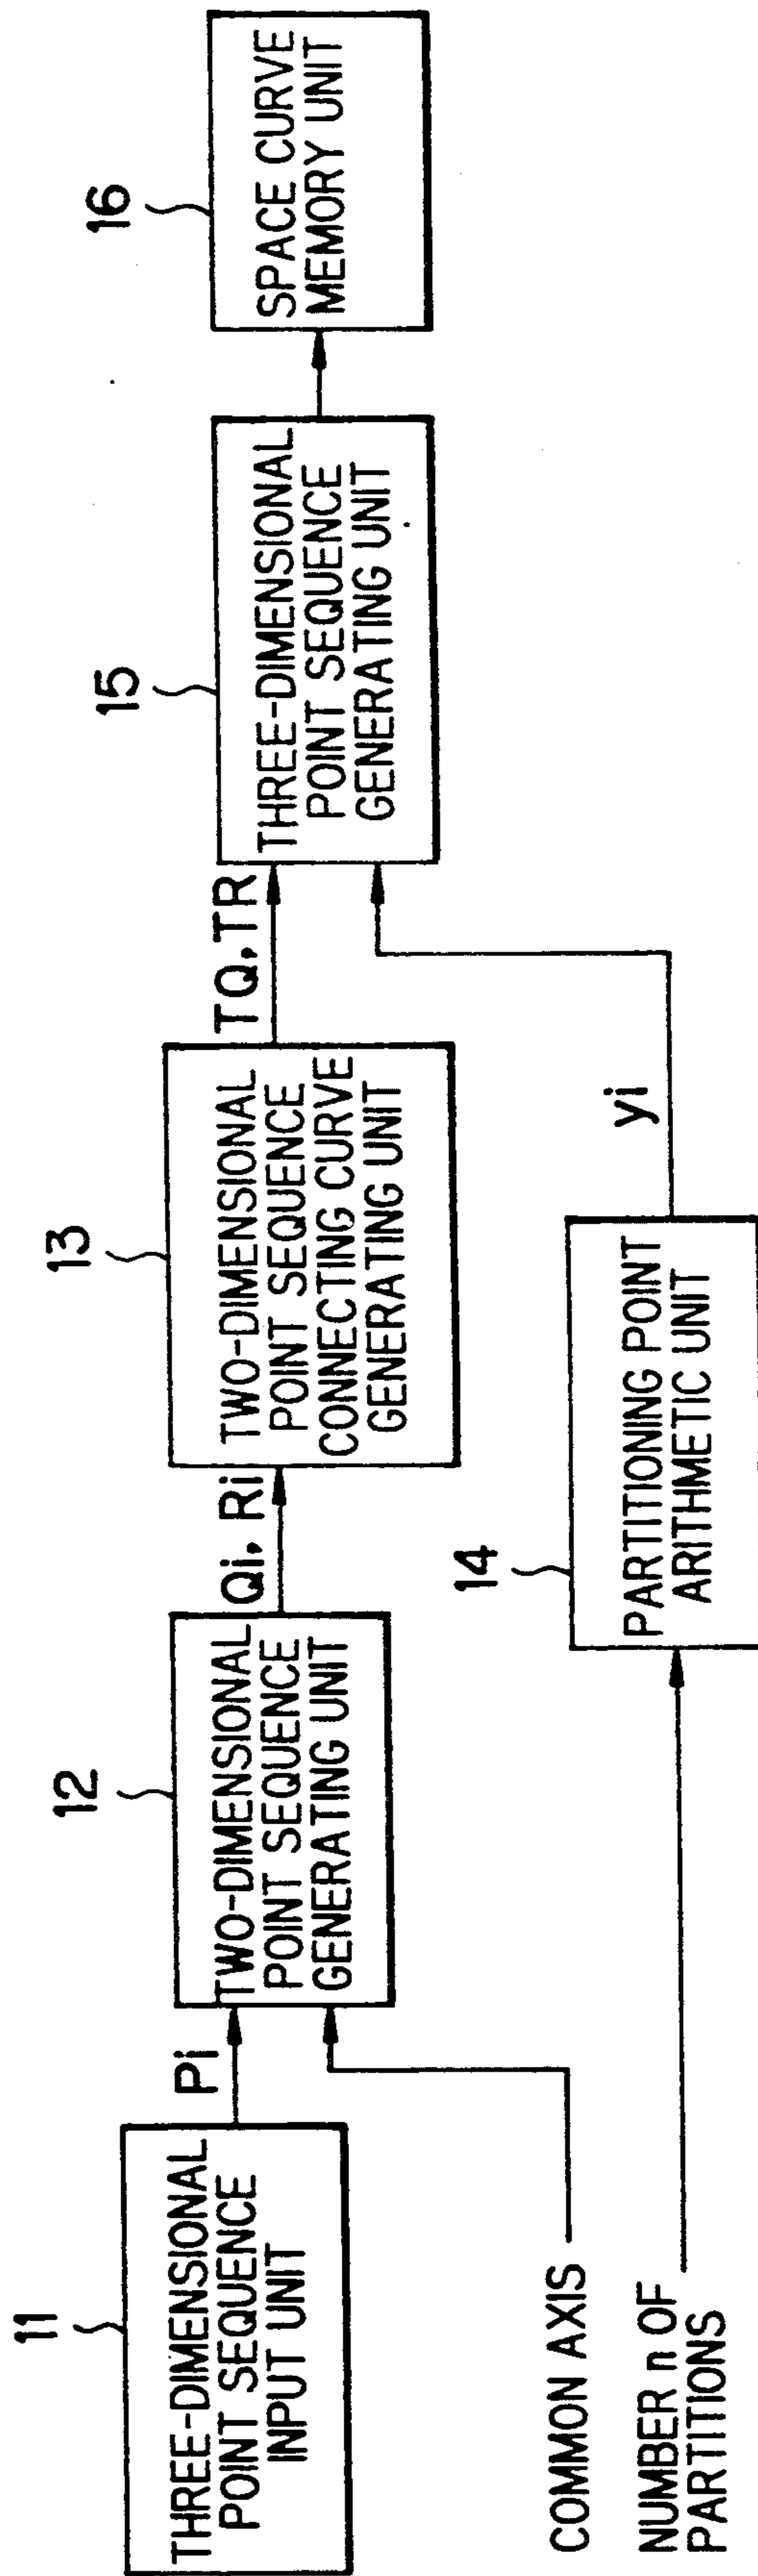 11
THREE-DIMENSIONAL
POINT SEQUENCE
INPUT UNIT
Pi
COMMON AXIS
12
TWO-DIMENSIONAL
POINT SEQUENCE
GENERATING UNIT
Qi, Ri
13
TWO-DIMENSIONAL
POINT SEQUENCE
CONNECTING CURVE
GENERATING UNIT
TQ, TR
NUMBER n OF
PARTITIONS
14
PARTITIONING POINT
ARITHMETIC UNIT
yi
15
THREE-DIMENSIONAL
POINT SEQUENCE
GENERATING UNIT
16
SPACE CURVE
MEMORY UNIT